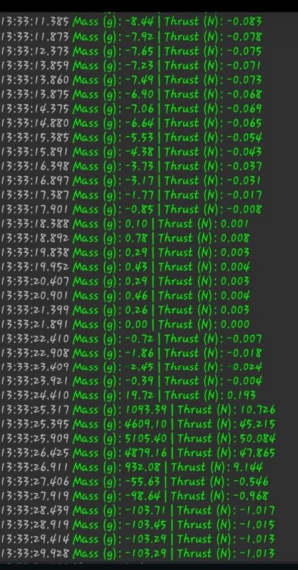 13:33:11.385 Mass (g): -8.44 | Thrust (N): -0.083
13:33:11.873 Mass (g): -7.92 | Thrust (N): -0.078
13:33:12.373 Mass (g): -7.65 | Thrust (N): -0.075
13:33:13.859 Mass (g): -7.23 | Thrust (N): -0.071
13:33:13.860 Mass (g): -7.49 | Thrust (N): -0.073
13:33:13.875 Mass (g): -6.90 | Thrust (N): -0.068
13:33:14.375 Mass (g): -7.06 | Thrust (N): -0.069
13:33:14.880 Mass (g): -6.64 | Thrust (N): -0.065
13:33:15.385 Mass (g): -5.53 | Thrust (N): -0.054
13:33:15.891 Mass (g): -4.38 | Thrust (N): -0.043
13:33:16.398 Mass (g): -3.73 | Thrust (N): -0.037
13:33:16.897 Mass (g): -3.17 | Thrust (N): -0.031
13:33:17.387 Mass (g): -1.77 | Thrust (N): -0.017
13:33:17.901 Mass (g): -0.85 | Thrust (N): -0.008
13:33:18.388 Mass (g): 0.10 | Thrust (N): 0.001
13:33:18.892 Mass (g): 0.78 | Thrust (N): 0.008
13:33:19.838 Mass (g): 0.29 | Thrust (N): 0.003
13:33:19.952 Mass (g): 0.43 | Thrust (N): 0.004
13:33:20.407 Mass (g): 0.29 | Thrust (N): 0.003
13:33:20.901 Mass (g): 0.46 | Thrust (N): 0.004
13:33:21.399 Mass (g): 0.26 | Thrust (N): 0.003
13:33:21.891 Mass (g): 0.00 | Thrust (N): 0.000
13:33:22.410 Mass (g): -0.72 | Thrust (N): -0.007
13:33:22.908 Mass (g): -1.86 | Thrust (N): -0.018
13:33:23.409 Mass (g): -2.45 | Thrust (N): -0.024
13:33:23.921 Mass (g): -0.39 | Thrust (N): -0.004
13:33:24.410 Mass (g): 19.72 | Thrust (N): 0.193
13:33:25.317 Mass (g): 1093.39 | Thrust (N): 10.726
13:33:25.395 Mass (g): 4609.10 | Thrust (N): 45.215
13:33:25.909 Mass (g): 5105.40 | Thrust (N): 50.084
13:33:26.425 Mass (g): 4879.16 | Thrust (N): 47.865
13:33:26.911 Mass (g): 932.08 | Thrust (N): 9.144
13:33:27.406 Mass (g): -55.63 | Thrust (N): -0.546
13:33:27.919 Mass (g): -98.64 | Thrust (N): -0.968
13:33:28.439 Mass (g): -103.71 | Thrust (N): -1.017
13:33:28.919 Mass (g): -103.45 | Thrust (N): -1.015
13:33:29.414 Mass (g): -103.29 | Thrust (N): -1.013
13:33:29.928 Mass (g): -103.29 | Thrust (N): -1.013